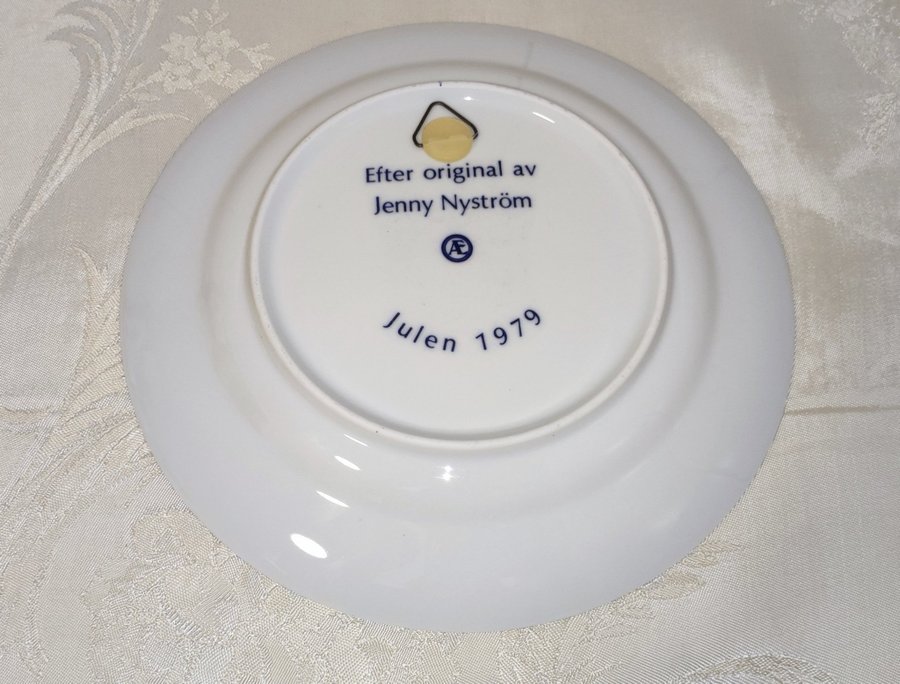 Efter original av
Jenny Nyström
Æ
Julen 1979